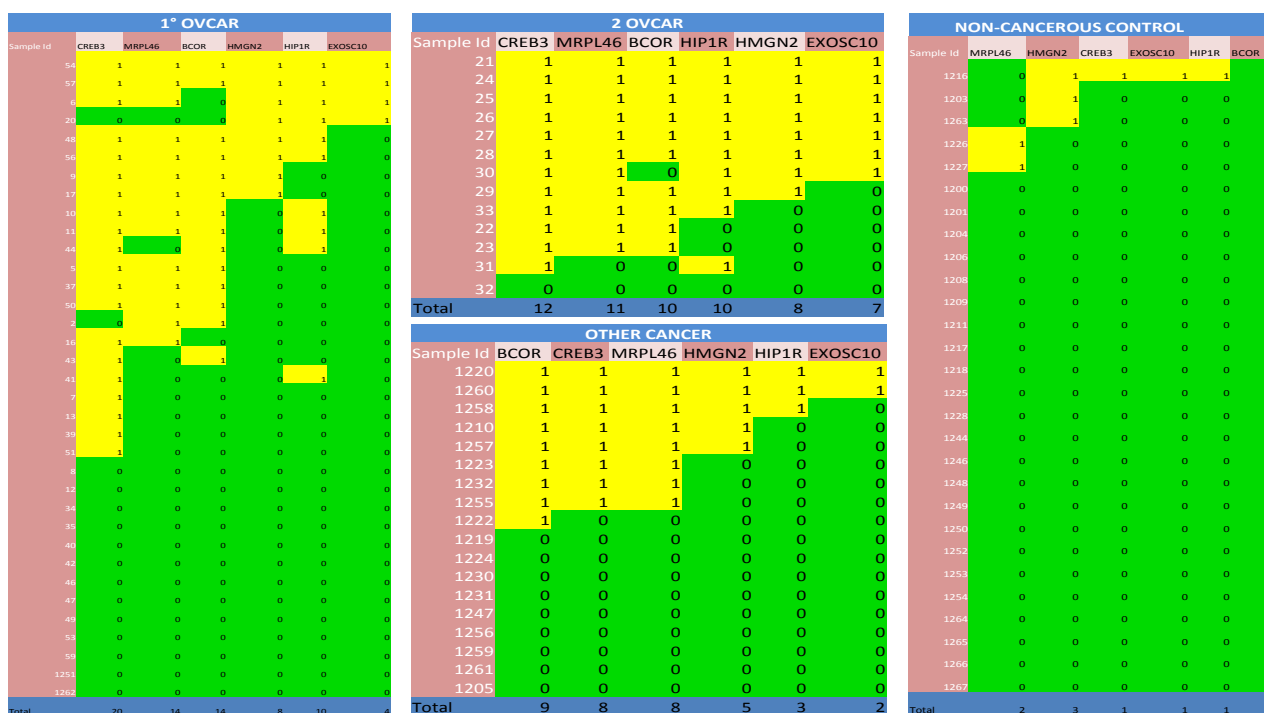 1° OVCAR
Sample Id CREB3 MRPL46 BCOR HMGN2 HIP1R EXOSC10
54 1 1 1 1 1 1
57 1 1 1 1 1 1
6 1 1 0 1 1 1
20 0 0 0 1 1 1
48 1 1 1 1 1 0
56 1 1 1 1 1 0
9 1 1 1 1 0 0
17 1 1 1 1 0 0
10 1 1 1 0 1 0
11 1 1 1 0 1 0
44 1 0 1 0 1 0
5 1 1 1 0 0 0
37 1 1 1 0 0 0
50 1 1 1 0 0 0
2 0 1 1 0 0 0
16 1 1 0 0 0 0
43 1 0 1 0 0 0
41 1 0 0 0 1 0
7 1 0 0 0 0 0
13 1 0 0 0 0 0
39 1 0 0 0 0 0
51 1 0 0 0 0 0
8 0 0 0 0 0 0
12 0 0 0 0 0 0
34 0 0 0 0 0 0
35 0 0 0 0 0 0
40 0 0 0 0 0 0
42 0 0 0 0 0 0
46 0 0 0 0 0 0
47 0 0 0 0 0 0
49 0 0 0 0 0 0
53 0 0 0 0 0 0
59 0 0 0 0 0 0
1251 0 0 0 0 0 0
1262 0 0 0 0 0 0
Total 20 14 14 8 10 4
2 OVCAR
Sample Id CREB3 MRPL46 BCOR HIP1R HMGN2 EXOSC10
21 1 1 1 1 1 1
24 1 1 1 1 1 1
25 1 1 1 1 1 1
26 1 1 1 1 1 1
27 1 1 1 1 1 1
28 1 1 1 1 1 1
30 1 1 0 1 1 1
29 1 1 1 1 1 0
33 1 1 1 1 0 0
22 1 1 1 0 0 0
23 1 1 1 0 0 0
31 1 0 0 1 0 0
32 0 0 0 0 0 0
Total 12 11 10 10 8 7
OTHER CANCER
Sample Id BCOR CREB3 MRPL46 HMGN2 HIP1R EXOSC10
1220 1 1 1 1 1 1
1260 1 1 1 1 1 1
1258 1 1 1 1 1 0
1210 1 1 1 1 0 0
1257 1 1 1 1 0 0
1223 1 1 1 0 0 0
1232 1 1 1 0 0 0
1255 1 1 1 0 0 0
1222 1 0 0 0 0 0
1219 0 0 0 0 0 0
1224 0 0 0 0 0 0
1230 0 0 0 0 0 0
1231 0 0 0 0 0 0
1247 0 0 0 0 0 0
1256 0 0 0 0 0 0
1259 0 0 0 0 0 0
1261 0 0 0 0 0 0
1205 0 0 0 0 0 0
Total 9 8 8 5 3 2
NON-CANCEROUS CONTROL
Sample Id MRPL46 HMGN2 CREB3 EXOSC10 HIP1R BCOR
1216 0 1 1 1 1
1203 0 1 0 0 0
1263 0 1 0 0 0
1226 1 0 0 0 0
1227 1 0 0 0 0
1200 0 0 0 0 0
1201 0 0 0 0 0
1204 0 0 0 0 0
1206 0 0 0 0 0
1208 0 0 0 0 0
1209 0 0 0 0 0
1211 0 0 0 0 0
1217 0 0 0 0 0
1218 0 0 0 0 0
1225 0 0 0 0 0
1228 0 0 0 0 0
1244 0 0 0 0 0
1246 0 0 0 0 0
1248 0 0 0 0 0
1249 0 0 0 0 0
1250 0 0 0 0 0
1252 0 0 0 0 0
1253 0 0 0 0 0
1254 0 0 0 0 0
1264 0 0 0 0 0
1265 0 0 0 0 0
1266 0 0 0 0 0
1267 0 0 0 0 0
Total 2 3 1 1 1